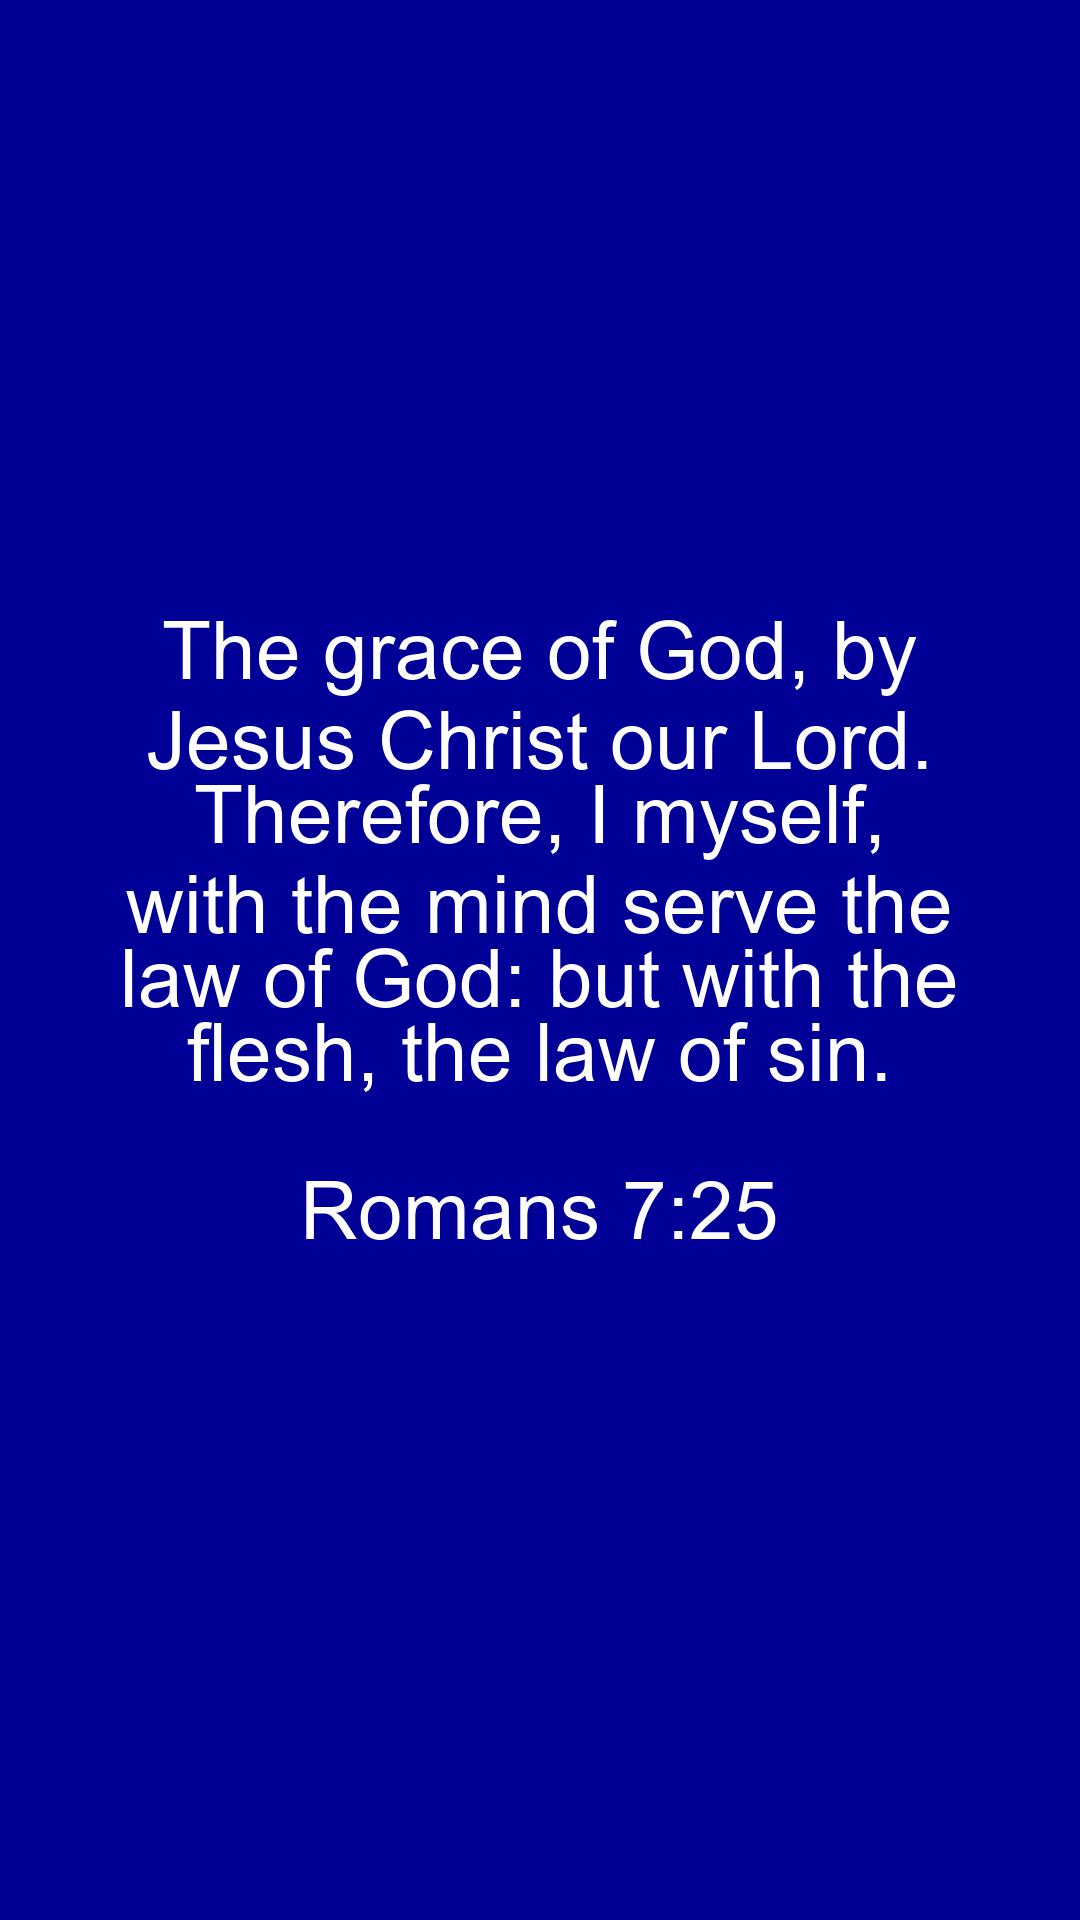 The grace of God, by
Jesus Christ our Lord.
Therefore, I myself,
with the mind serve the
law of God: but with the
flesh, the law of sin.
Romans 7:25